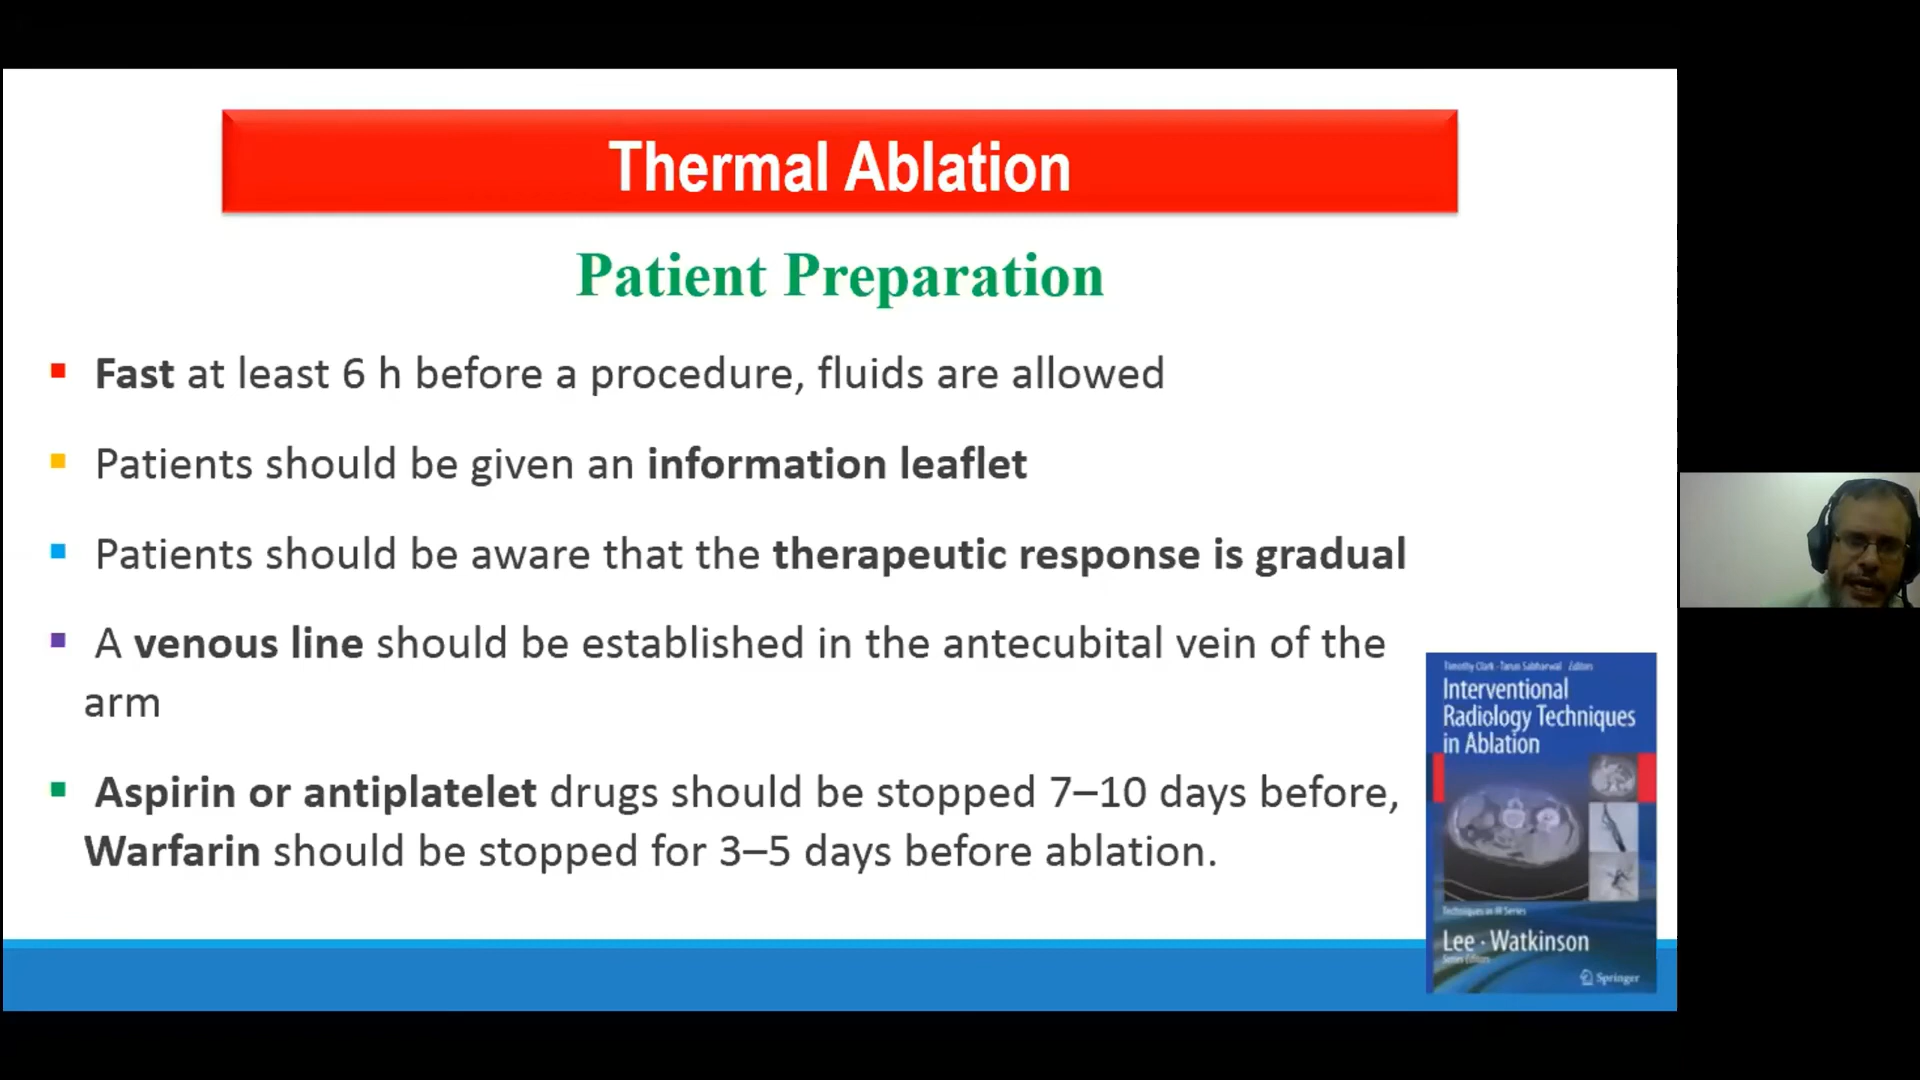 Thermal Ablation
Patient Preparation
Fast at least 6 h before a procedure, fluids are allowed
Patients should be given an information leaflet
Patients should be aware that the therapeutic response is gradual
A venous line should be established in the antecubital vein of the
arm
Aspirin or antiplatelet drugs should be stopped 7–10 days before,
Warfarin should be stopped for 3–5 days before ablation.
Timothy Clark · Tarun Sabharwal Editors
Interventional
Radiology Techniques
in Ablation
Techniques in IR Series
Lee · Watkinson
Series Editors
Springer